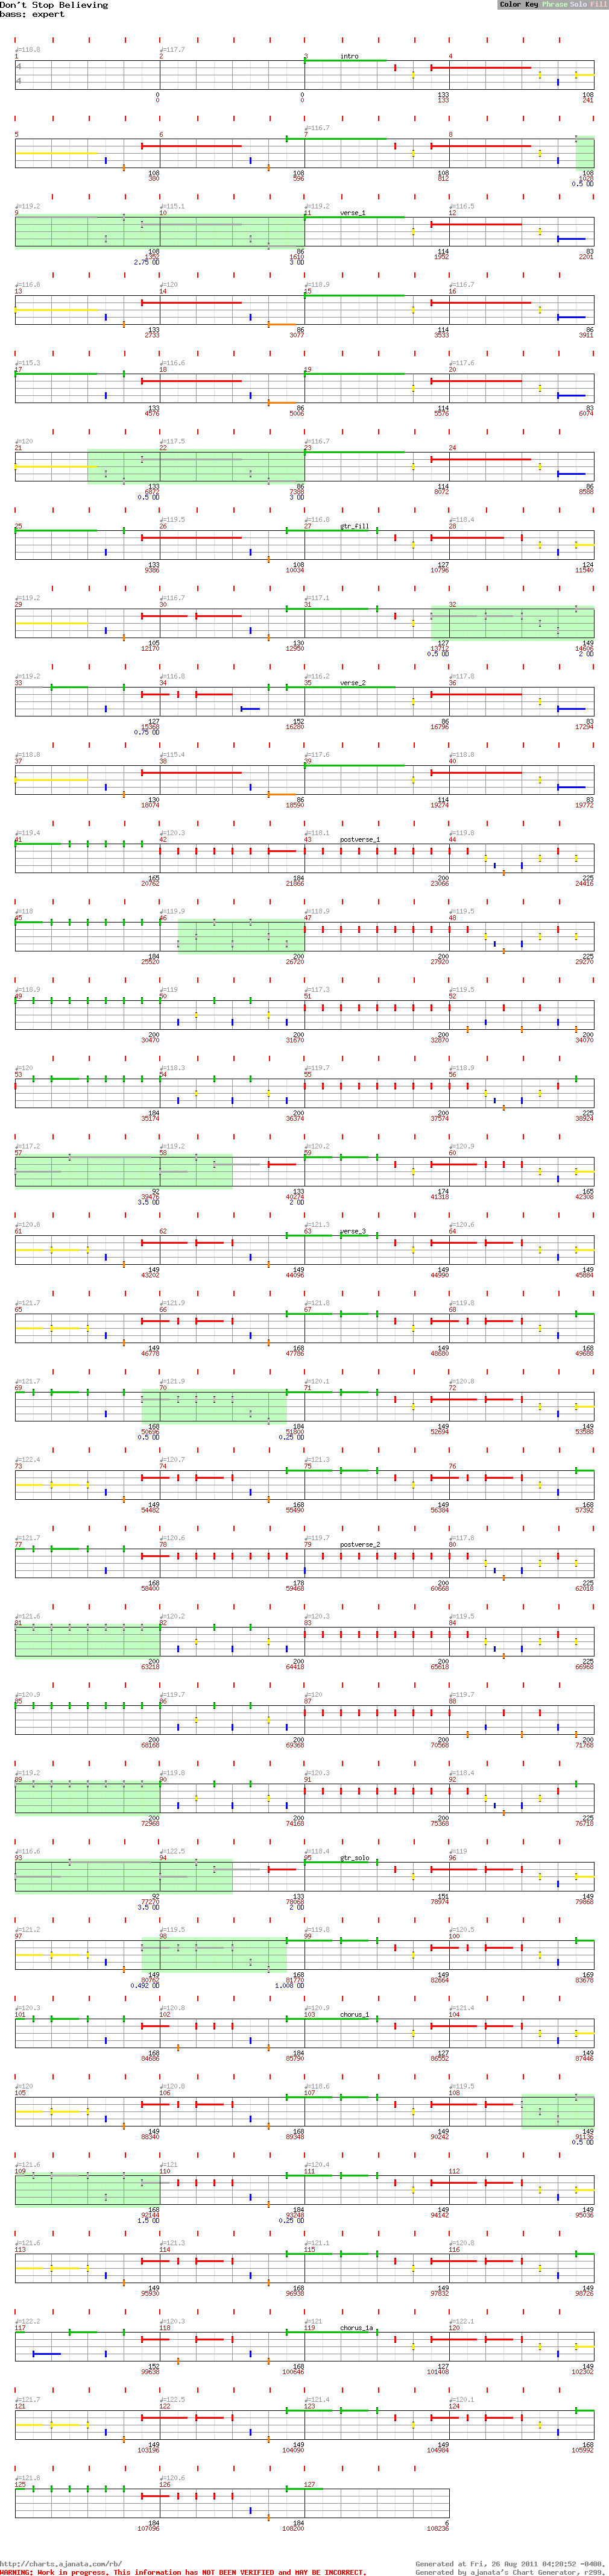 Don't Stop Believing
bass: expert
Color Key Phrase Solo Fill
♩=118.8 ♩=117.7
1 2 3 intro 4
4
4
0 0 133 108
0 0 133 241
♩=116.7
5 6 7 8
108 108 108 108
380 596 812 1028
0.5 OD
♩=119.2 ♩=115.1 ♩=119.2 ♩=116.5
9 10 11 verse_1 12
108 86 114 83
1352 1610 1952 2201
2.75 OD 3 OD
♩=116.8 ♩=120 ♩=118.9 ♩=116.7
13 14 15 16
133 86 114 86
2733 3077 3533 3911
♩=115.3 ♩=116.6 ♩=117.6
17 18 19 20
133 86 114 83
4576 5006 5576 6074
♩=120 ♩=117.5 ♩=116.7
21 22 23 24
133 86 114 86
6872 7388 8072 8588
0.5 OD 3 OD
♩=119.5 ♩=116.8 ♩=118.4
25 26 27 gtr_fill 28
133 108 127 124
9386 10034 10796 11540
♩=119.2 ♩=116.7 ♩=117.1
29 30 31 32
105 130 127 149
12170 12950 13712 14606
0.5 OD 2 OD
♩=119.2 ♩=116.8 ♩=116.2 ♩=117.8
33 34 35 verse_2 36
127 152 86 83
15368 16280 16796 17294
0.75 OD
♩=118.8 ♩=115.4 ♩=117.6 ♩=118.8
37 38 39 40
130 86 114 83
18074 18590 19274 19772
♩=119.4 ♩=120.3 ♩=118.1 ♩=119.8
41 42 43 postverse_1 44
165 184 200 225
20762 21866 23066 24416
♩=118 ♩=119.9 ♩=118.9 ♩=119.5
45 46 47 48
184 200 200 225
25520 26720 27920 29270
♩=118.9 ♩=119 ♩=117.3 ♩=119.5
49 50 51 52
200 200 200 200
30470 31670 32870 34070
♩=120 ♩=118.3 ♩=119.7 ♩=118.9
53 54 55 56
184 200 200 225
35174 36374 37574 38924
♩=117.2 ♩=119.2 ♩=120.2 ♩=120.9
57 58 59 60
92 133 174 165
39476 40274 41318 42308
3.5 OD 2 OD
♩=120.8 ♩=121.3 ♩=120.6
61 62 63 verse_3 64
149 149 149 149
43202 44096 44990 45884
♩=121.7 ♩=121.9 ♩=121.8 ♩=119.8
65 66 67 68
149 168 149 168
46778 47786 48680 49688
♩=121.7 ♩=121.9 ♩=120.1 ♩=120.8
69 70 71 72
168 184 149 149
50696 51800 52694 53588
0.5 OD 0.25 OD
♩=122.4 ♩=120.7 ♩=121.3
73 74 75 76
149 168 149 168
54482 55490 56384 57392
♩=121.7 ♩=120.6 ♩=119.7 ♩=117.8
77 78 79 postverse_2 80
168 178 200 225
58400 59468 60668 62018
♩=121.6 ♩=120.2 ♩=120.3 ♩=119.5
81 82 83 84
200 200 200 225
63218 64418 65618 66968
♩=120.9 ♩=119.7 ♩=120 ♩=119.7
85 86 87 88
200 200 200 200
68168 69368 70568 71768
♩=119.2 ♩=119.8 ♩=120.3 ♩=118.4
89 90 91 92
200 200 200 225
72968 74168 75368 76718
♩=116.6 ♩=122.5 ♩=118.4 ♩=119
93 94 95 gtr_solo 96
92 133 151 149
77270 78068 78974 79868
3.5 OD 2 OD
♩=121.2 ♩=119.5 ♩=119.8 ♩=120.5
97 98 99 100
149 168 149 169
80762 81770 82664 83678
0.492 OD 1.008 OD
♩=120.3 ♩=120.8 ♩=120.9 ♩=121.4
101 102 103 chorus_1 104
168 184 127 149
84686 85790 86552 87446
♩=120 ♩=120.8 ♩=118.6 ♩=119.5
105 106 107 108
149 168 149 149
88340 89348 90242 91136
0.5 OD
♩=121.6 ♩=121 ♩=120.4
109 110 111 112
168 184 149 149
92144 93248 94142 95036
1.5 OD 0.25 OD
♩=121.6 ♩=121.3 ♩=121.1 ♩=120.8
113 114 115 116
149 168 149 149
95930 96938 97832 98726
♩=122.2 ♩=120.3 ♩=121 ♩=122.1
117 118 119 chorus_1a 120
152 168 127 149
99638 100646 101408 102302
♩=121.7 ♩=122.5 ♩=121.4 ♩=120.1
121 122 123 124
149 149 149 168
103196 104090 104984 105992
♩=121.8 ♩=120.6
125 126 127
184 184 6
107096 108200 108236
http://charts.ajanata.com/rb/ Generated at Fri, 26 Aug 2011 04:20:52 -0400.
WARNING: Work in progress. This information has NOT BEEN VERIFIED and MAY BE INCORRECT. Generated by ajanata's Chart Generator, r299.